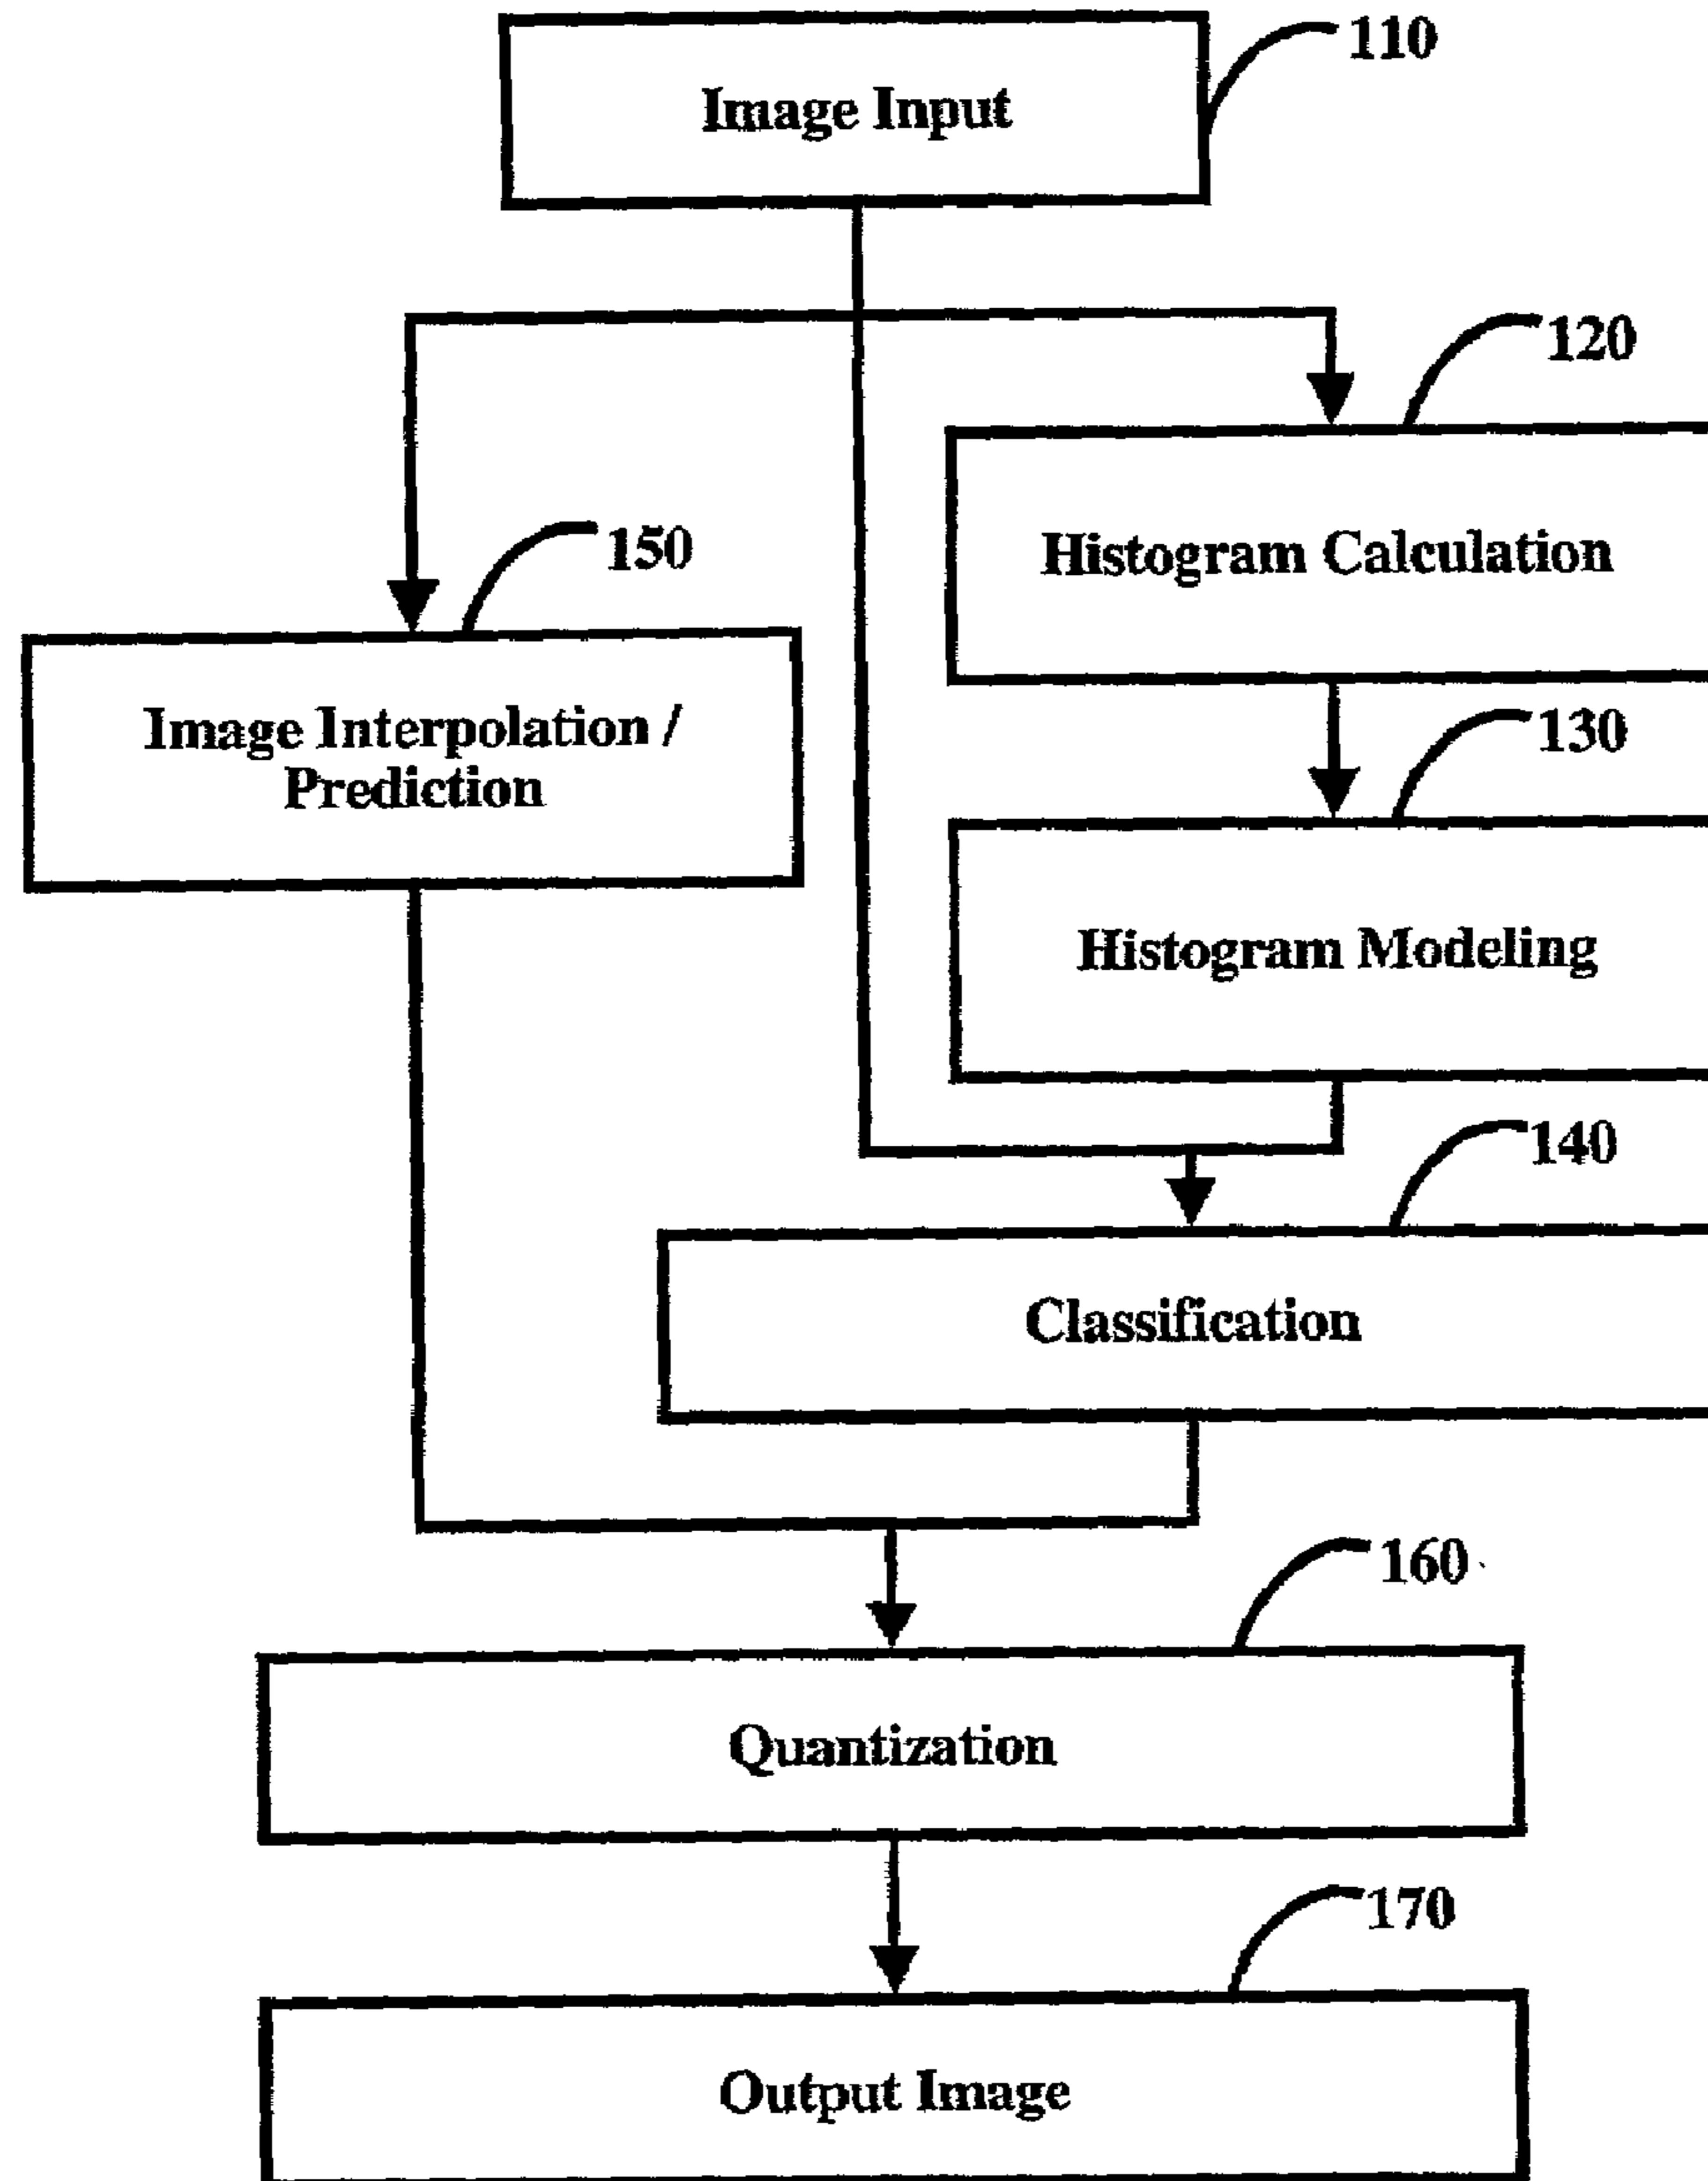 110
Image Input
120
Histogram Calculation
150
Image Interpolation /
Prediction
130
Histogram Modeling
140
Classification
160
Quantization
170
Output Image